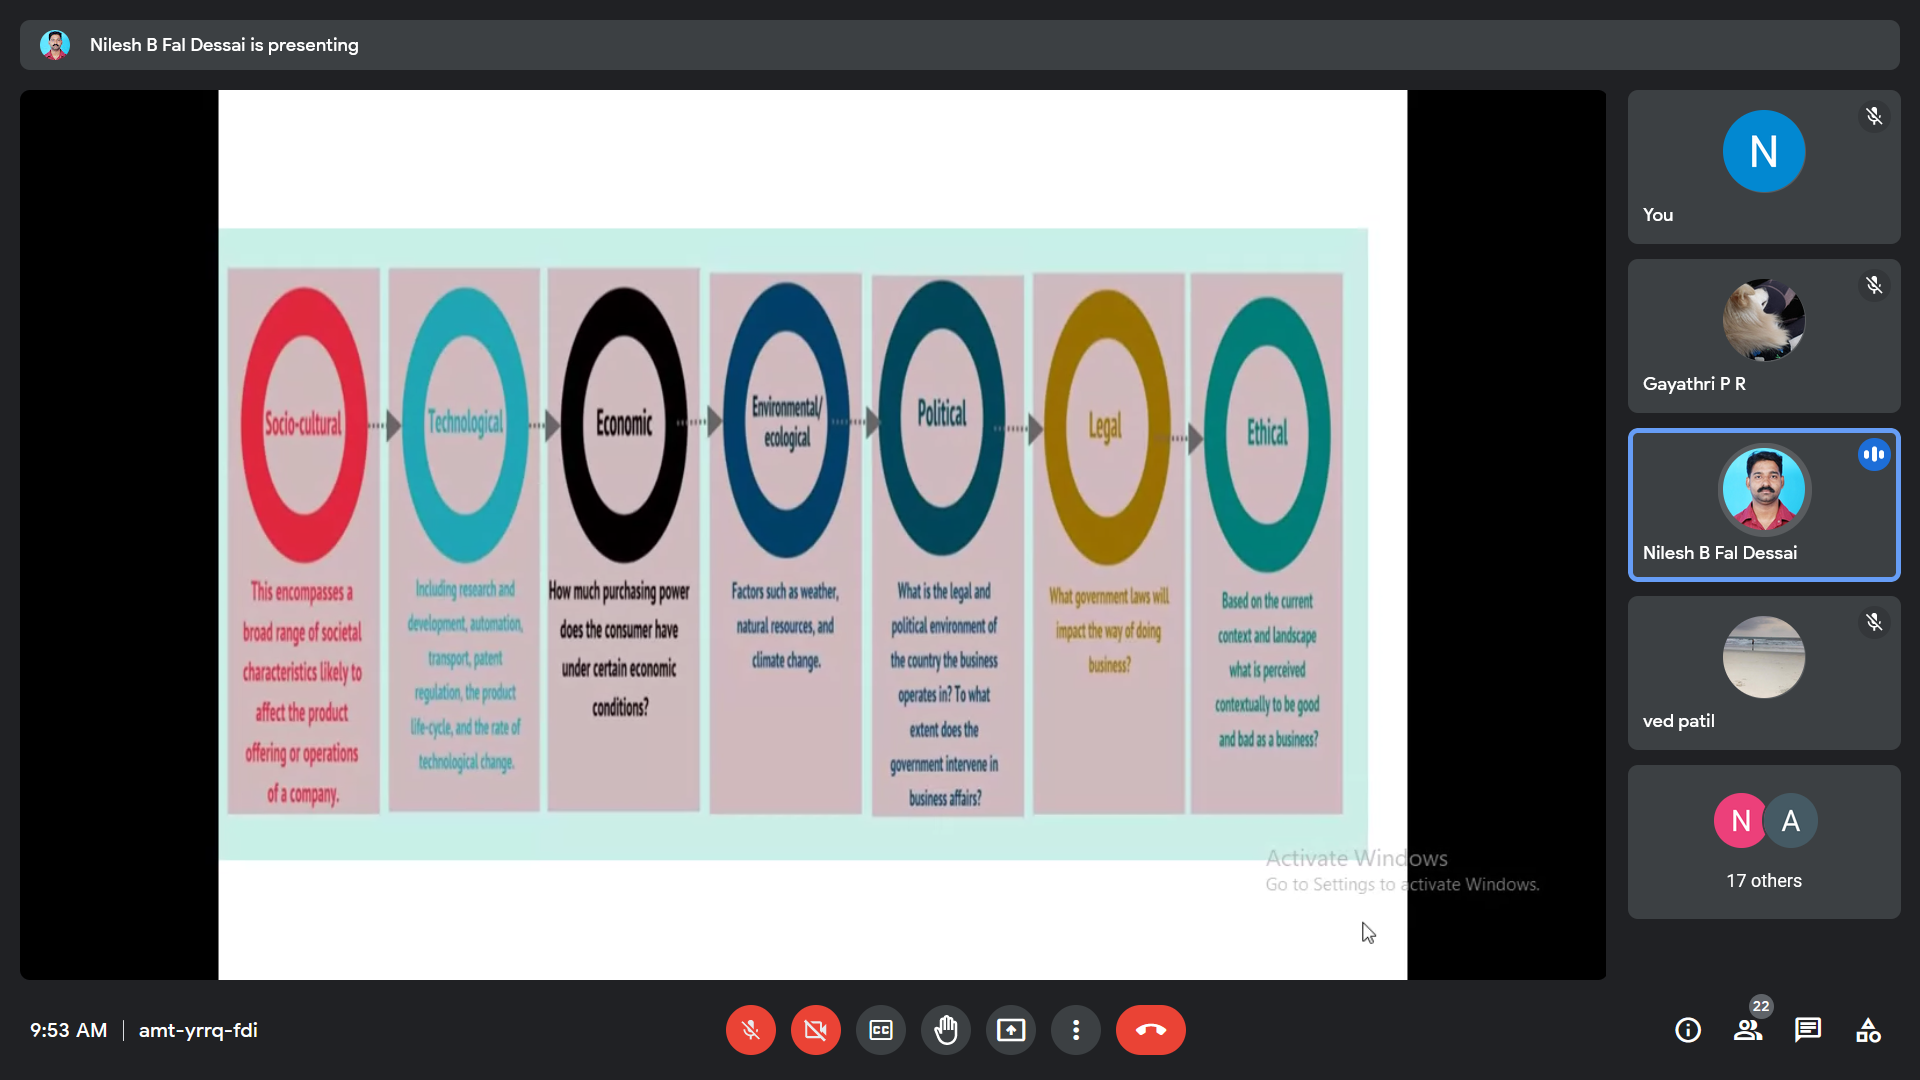 Nilesh B Fal Dessai is presenting
Socio-cultural
This encompasses a
broad range of societal
characteristics likely to
affect the product
offering or operations
of a company.
Technological
Including research and
development, automation,
transport, patent
regulation, the product
life-cycle, and the rate of
technological change.
Economic
How much purchasing power
does the consumer have
under certain economic
conditions?
Environmental/
ecological
Factors such as weather,
natural resources, and
climate change.
Political
What is the legal and
political environment of
the country the business
operates in? To what
extent does the
government intervene in
business affairs?
Legal
What government laws will
impact the way of doing
business?
Ethical
Based on the current
context and landscape
what is perceived
contextually to be good
and bad as a business?
Activate Windows
Go to Settings to activate Windows.
N
You
Gayathri P R
Nilesh B Fal Dessai
ved patil
N A
17 others
9:53 AM | amt-yrrq-fdi
CC
22